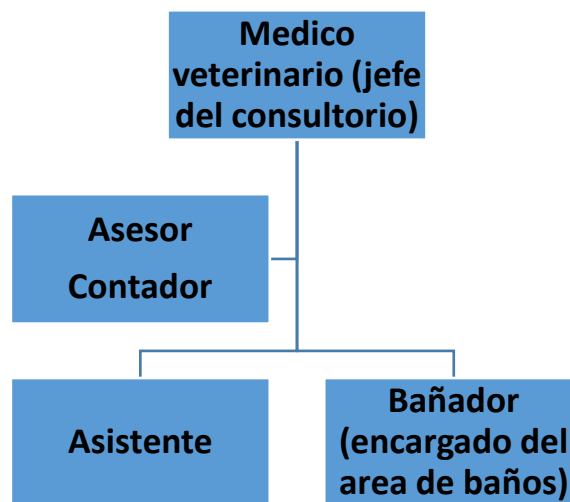 Medico
veterinario (jefe
del consultorio)
Asesor
Contador
Asistente
Bañador
(encargado del
area de baños)